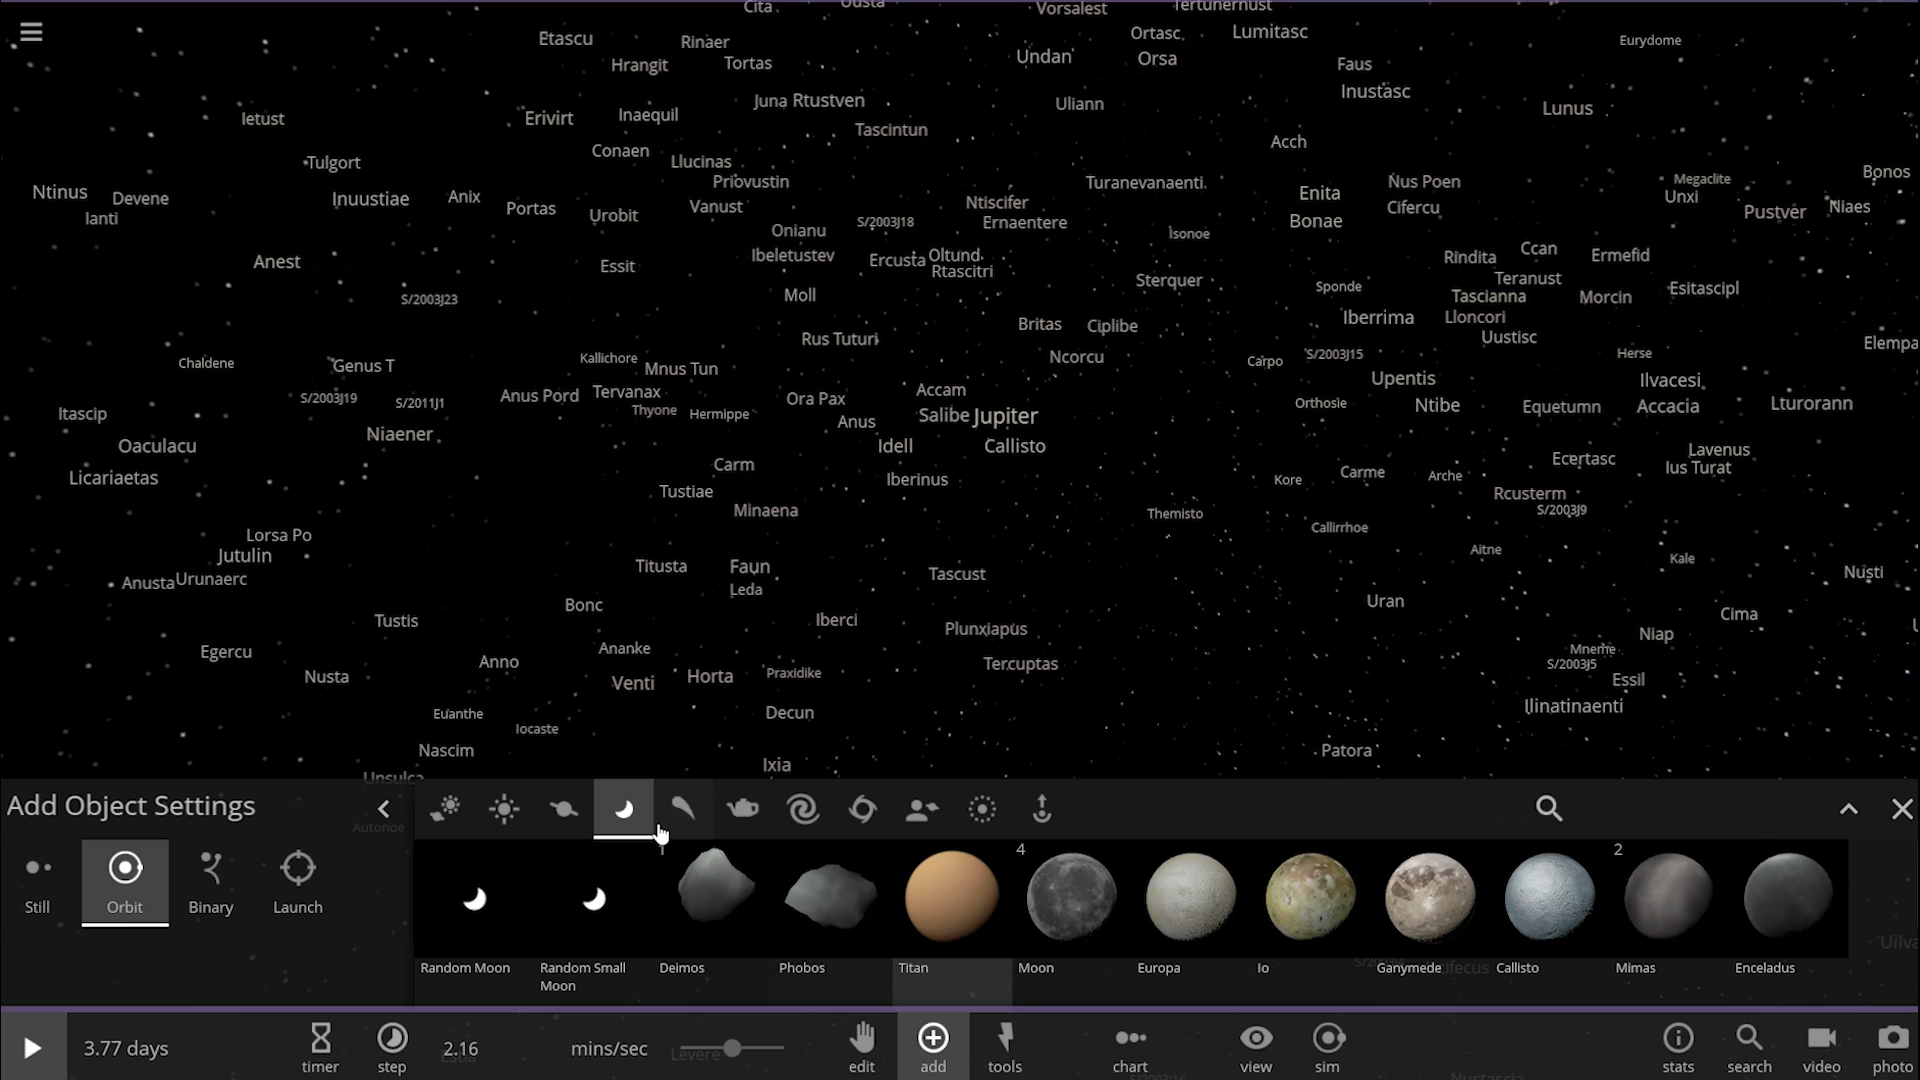 Cita
Vorsalest
Tertunernust
Etascu
Rinaer
Ortasc
Lumitasc
Eurydome
Hrangit
Tortas
Undan
Orsa
Faus
Juna Rtustven
Uliann
Inustasc
Lunus
Ietust
Erivirt
Inaequil
Tascintun
Acch
Conaen
Tulgort
Llucinas
Priovustin
Turanevanaenti
Nus Poen
Megaclite
Bonos
Ntinus
Devene
Inuustiae
Anix
Portas
Urobit
Vanust
Ntiscifer
Enita
Cifercu
Unxi
Pustver
Niaes
Ianti
Onianu
S/2003J18
Ernaentere
Isonoe
Bonae
Anest
Essit
Ibeletustev
Ercusta
Oltund
Rtascitri
Sterquer
Rindita
Ccan
Ermefid
Teranust
S/2003J23
Moll
Sponde
Tascianna
Morcin
Esitascipl
Britas
Ciplibe
Iberrima
Lloncori
Rus Tuturi
Uustisc
Elempa
Chaldene
Genus T
Kallichore
Mnus Tun
Ncorcu
Carpo
S/2003J15
Herse
S/2003J19
S/2011J1
Anus Pord
Tervanax
Ora Pax
Accam
Upentis
Ilvacesi
Itascip
Thyone
Hermippe
Anus
Salibe
Jupiter
Orthosie
Ntibe
Equetumn
Accacia
Lturorann
Oaculacu
Niaener
Idell
Callisto
Lavenus
Licariaetas
Carm
Iberinus
Kore
Carme
Arche
Ecertasc
Ius Turat
Tustiae
Minaena
Rcusterm
S/2003J9
Lorsa Po
Jutulin
Themisto
Callirrhoe
Aitne
Kale
Anusta
Urunaerc
Titusta
Faun
Leda
Tascust
Nusti
Tustis
Bonc
Iberci
Plunxiapus
Uran
Cima
Egercu
Nusta
Anno
Ananke
Venti
Horta
Praxidike
Tercuptas
Mneme
S/2003J5
Niap
Essil
Euanthe
Iocaste
Decun
Ilinatinaenti
Nascim
Ixia
Patora
Unsulca
Add Object Settings
Autonoe
Still
Orbit
Binary
Launch
4
2
Random Moon
Random Small Moon
Deimos
Phobos
Titan
Moon
Europa
Io
Ganymede
Callisto
Mimas
Enceladus
3.77 days
timer
step
2.16
mins/sec
Levere
edit
add
tools
chart
view
sim
stats
search
video
photo